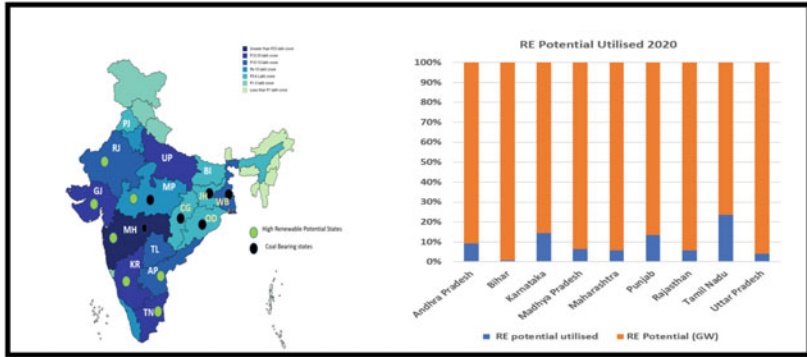 PJ
RJ
UP
BI
GJ
MP
JH
WB
CG
OD
MH
TL
KR
AP
TN
High Renewable Potential States
Coal Bearing states
RE Potential Utilised 2020
100%
90%
80%
70%
60%
50%
40%
30%
20%
10%
0%
Andhra Pradesh
Bihar
Karnataka
Madhya Pradesh
Maharashtra
Punjab
Rajasthan
Tamil Nadu
Uttar Pradesh
RE potential utilised
RE Potential (GW)